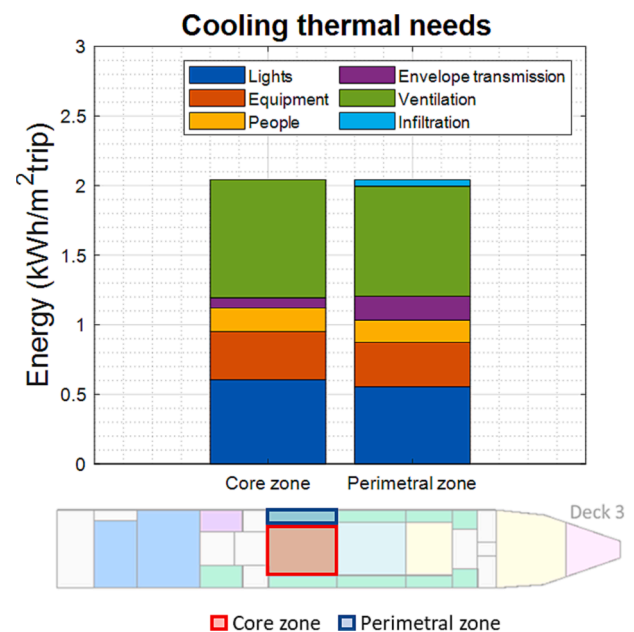 Cooling thermal needs
3
2.5
2
1.5
1
0.5
0
Energy (kWh/m²trip)
Lights
Equipment
People
Envelope transmission
Ventilation
Infiltration
Core zone Perimetral zone
Deck 3
Core zone Perimetral zone